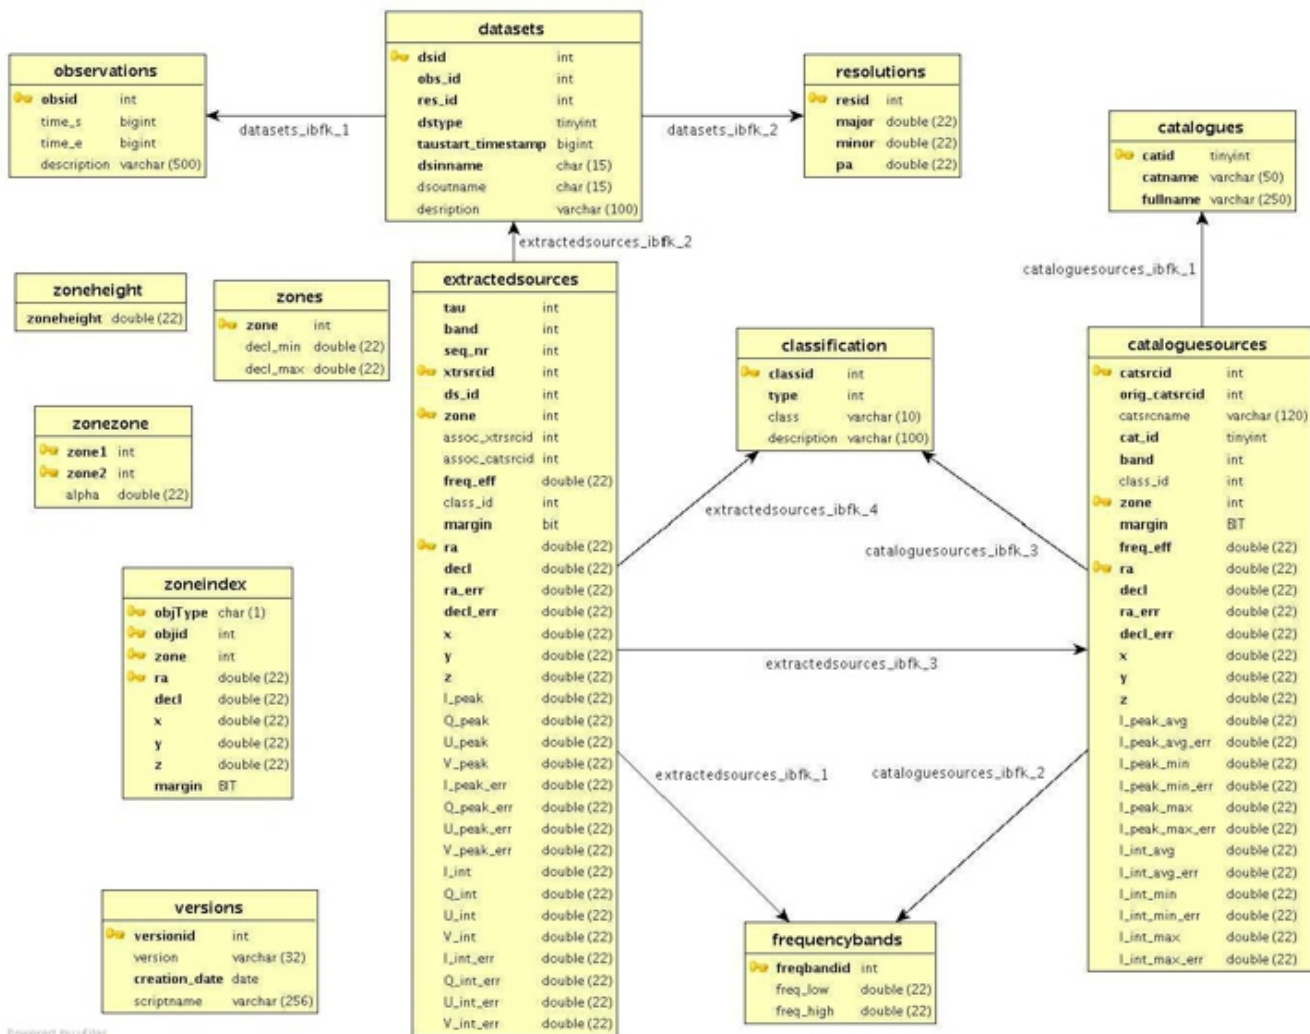 datasets
dsid int
obs_id int
res_id int
dstype tinyint
taustart_timestamp bigint
dsinname char (15)
dsoutname char (15)
desription varchar (100)
observations
obsid int
time_s bigint
time_e bigint
description varchar (500)
datasets_ibfk_1
datasets_ibfk_2
resolutions
resid int
major double (22)
minor double (22)
pa double (22)
catalogues
catid tinyint
catname varchar (50)
fullname varchar (250)
extractedsources_ibfk_2
cataloguesources_ibfk_1
zoneheight
zoneheight double (22)
zones
zone int
decl_min double (22)
decl_max double (22)
zonezone
zone1 int
zone2 int
alpha double (22)
zoneindex
objType char (1)
objid int
zone int
ra double (22)
decl double (22)
x double (22)
y double (22)
z double (22)
margin BIT
versions
versionid int
version varchar (32)
creation_date date
scriptname varchar (256)
extractedsources
tau int
band int
seq_nr int
xtrsrcid int
ds_id int
zone int
assoc_xtrsrcid int
assoc_catsrcid int
freq_eff double (22)
class_id int
margin bit
ra double (22)
decl double (22)
ra_err double (22)
decl_err double (22)
x double (22)
y double (22)
z double (22)
I_peak double (22)
Q_peak double (22)
U_peak double (22)
V_peak double (22)
I_peak_err double (22)
Q_peak_err double (22)
U_peak_err double (22)
V_peak_err double (22)
I_int double (22)
Q_int double (22)
U_int double (22)
V_int double (22)
I_int_err double (22)
Q_int_err double (22)
U_int_err double (22)
V_int_err double (22)
classification
classid int
type int
class varchar (10)
description varchar (100)
extractedsources_ibfk_4
cataloguesources_ibfk_3
extractedsources_ibfk_3
extractedsources_ibfk_1
cataloguesources_ibfk_2
frequencybands
freqbandid int
freq_low double (22)
freq_high double (22)
cataloguesources
catsrcid int
orig_catsrcid int
catsrcname varchar (120)
cat_id tinyint
band int
class_id int
zone int
margin BIT
freq_eff double (22)
ra double (22)
decl double (22)
ra_err double (22)
decl_err double (22)
x double (22)
y double (22)
z double (22)
I_peak_avg double (22)
I_peak_avg_err double (22)
I_peak_min double (22)
I_peak_min_err double (22)
I_peak_max double (22)
I_peak_max_err double (22)
I_int_avg double (22)
I_int_avg_err double (22)
I_int_min double (22)
I_int_min_err double (22)
I_int_max double (22)
I_int_max_err double (22)